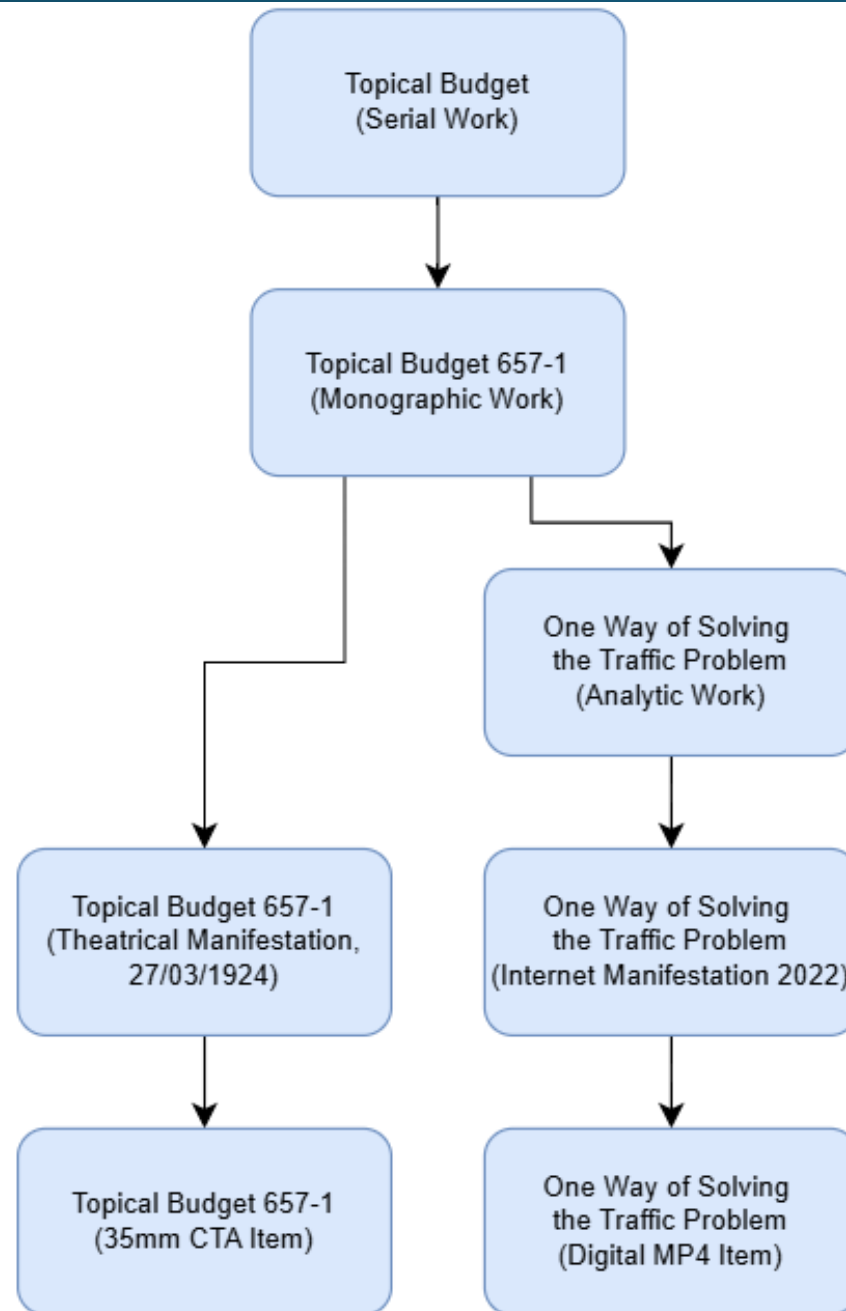 Topical Budget
(Serial Work)
Topical Budget 657-1
(Monographic Work)
One Way of Solving
the Traffic Problem
(Analytic Work)
Topical Budget 657-1
(Theatrical Manifestation,
27/03/1924)
One Way of Solving
the Traffic Problem
(Internet Manifestation 2022)
Topical Budget 657-1
(35mm CTA Item)
One Way of Solving
the Traffic Problem
(Digital MP4 Item)